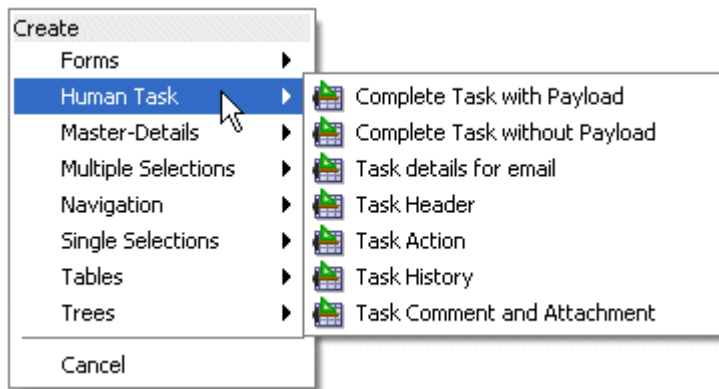 Create
Forms
Human Task
Master-Details
Multiple Selections
Navigation
Single Selections
Tables
Trees
Cancel
Complete Task with Payload
Complete Task without Payload
Task details for email
Task Header
Task Action
Task History
Task Comment and Attachment